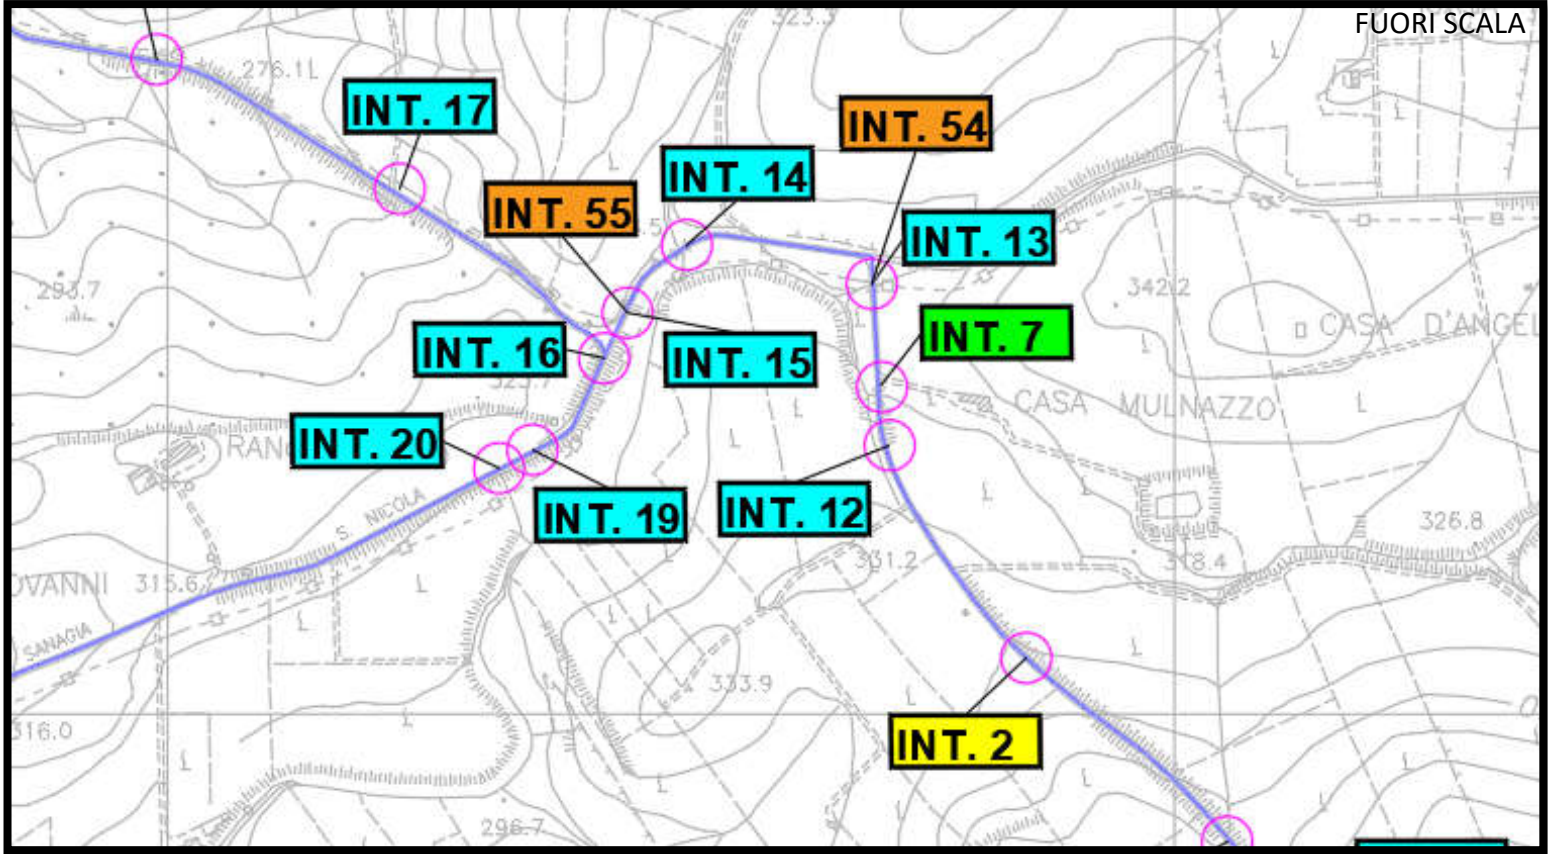 FUORI SCALA
323.3
276.1
INT. 17
INT. 54
INT. 14
INT. 55
INT. 13
293.7
342.2
INT. 7
CASA D'ANGEL
INT. 16
INT. 15
CASA MULNAZZO
INT. 20
INT. 19
INT. 12
S. NICOLA
326.8
331.2
318.4
OVANNI
315.6
SANAGIA
333.9
316.0
INT. 2
296.7